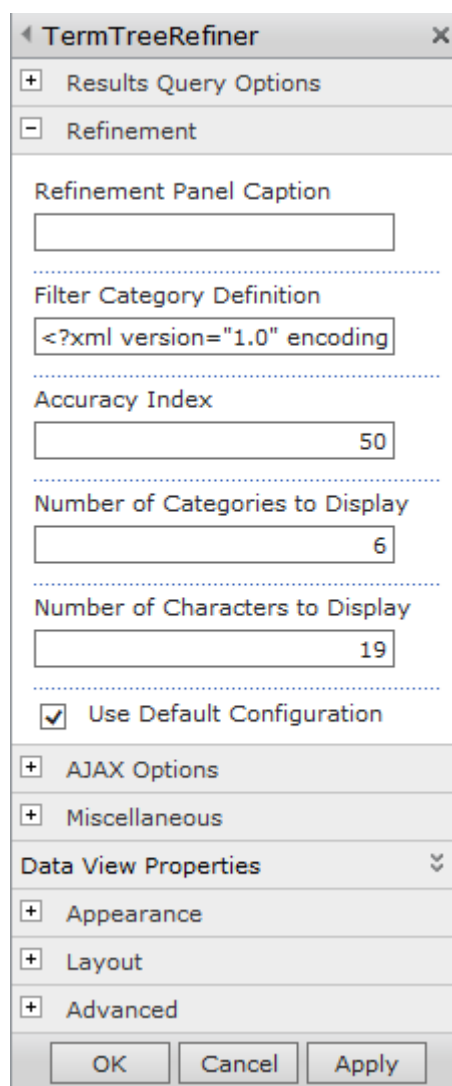 TermTreeRefiner
Results Query Options
Refinement
Refinement Panel Caption
Filter Category Definition
<?xml version="1.0" encoding
Accuracy Index
50
Number of Categories to Display
6
Number of Characters to Display
19
Use Default Configuration
AJAX Options
Miscellaneous
Data View Properties
Appearance
Layout
Advanced
OK Cancel Apply